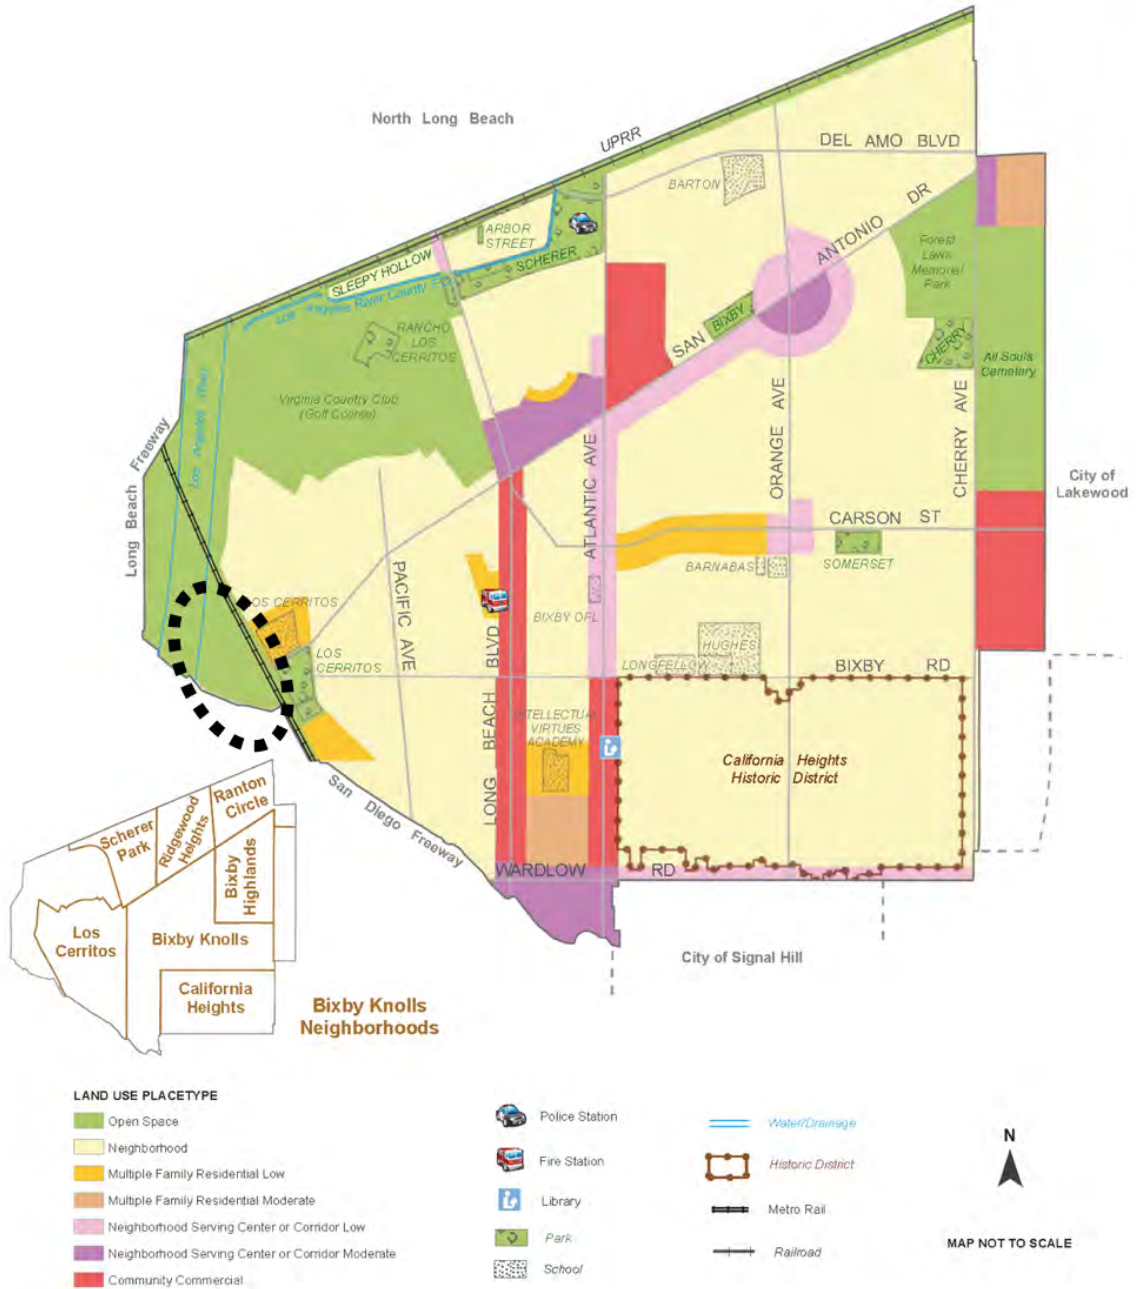 North Long Beach
UPRR
DEL AMO BLVD
BARTON
SAN ANTONIO DR
ARBOR
STREET
SCHERER
SLEEPY HOLLOW
Los Angeles River County
Forest
Lawn
Memorial
Park
BIXBY
CHERRY
RANCHO
LOS
CERRITOS
All Souls
Cemetery
Virginia Country Club
(Golf Course)
Long Beach Freeway
Los Angeles River
ATLANTIC AVE
ORANGE AVE
CHERRY AVE
City of
Lakewood
CARSON ST
BARNABAS
SOMERSET
PACIFIC AVE
LOS CERRITOS
BIXBY
LONG BEACH BLVD
HUGHES
LOS
CERRITOS
LONGFELLOW
BIXBY RD
INTELLECTUAL
VIRTUES
ACADEMY
California Heights
Historic District
San Diego Freeway
WARDLOW RD
City of Signal Hill
Ranton
Circle
Ridgewood
Heights
Scherer
Park
Bixby
Highlands
Los
Cerritos
Bixby Knolls
California
Heights
Bixby Knolls
Neighborhoods
LAND USE PLACETYPE
Open Space
Neighborhood
Multiple Family Residential Low
Multiple Family Residential Moderate
Neighborhood Serving Center or Corridor Low
Neighborhood Serving Center or Corridor Moderate
Community Commercial
Police Station
Fire Station
Library
Park
School
Water/Drainage
Historic District
Metro Rail
Railroad
N
MAP NOT TO SCALE